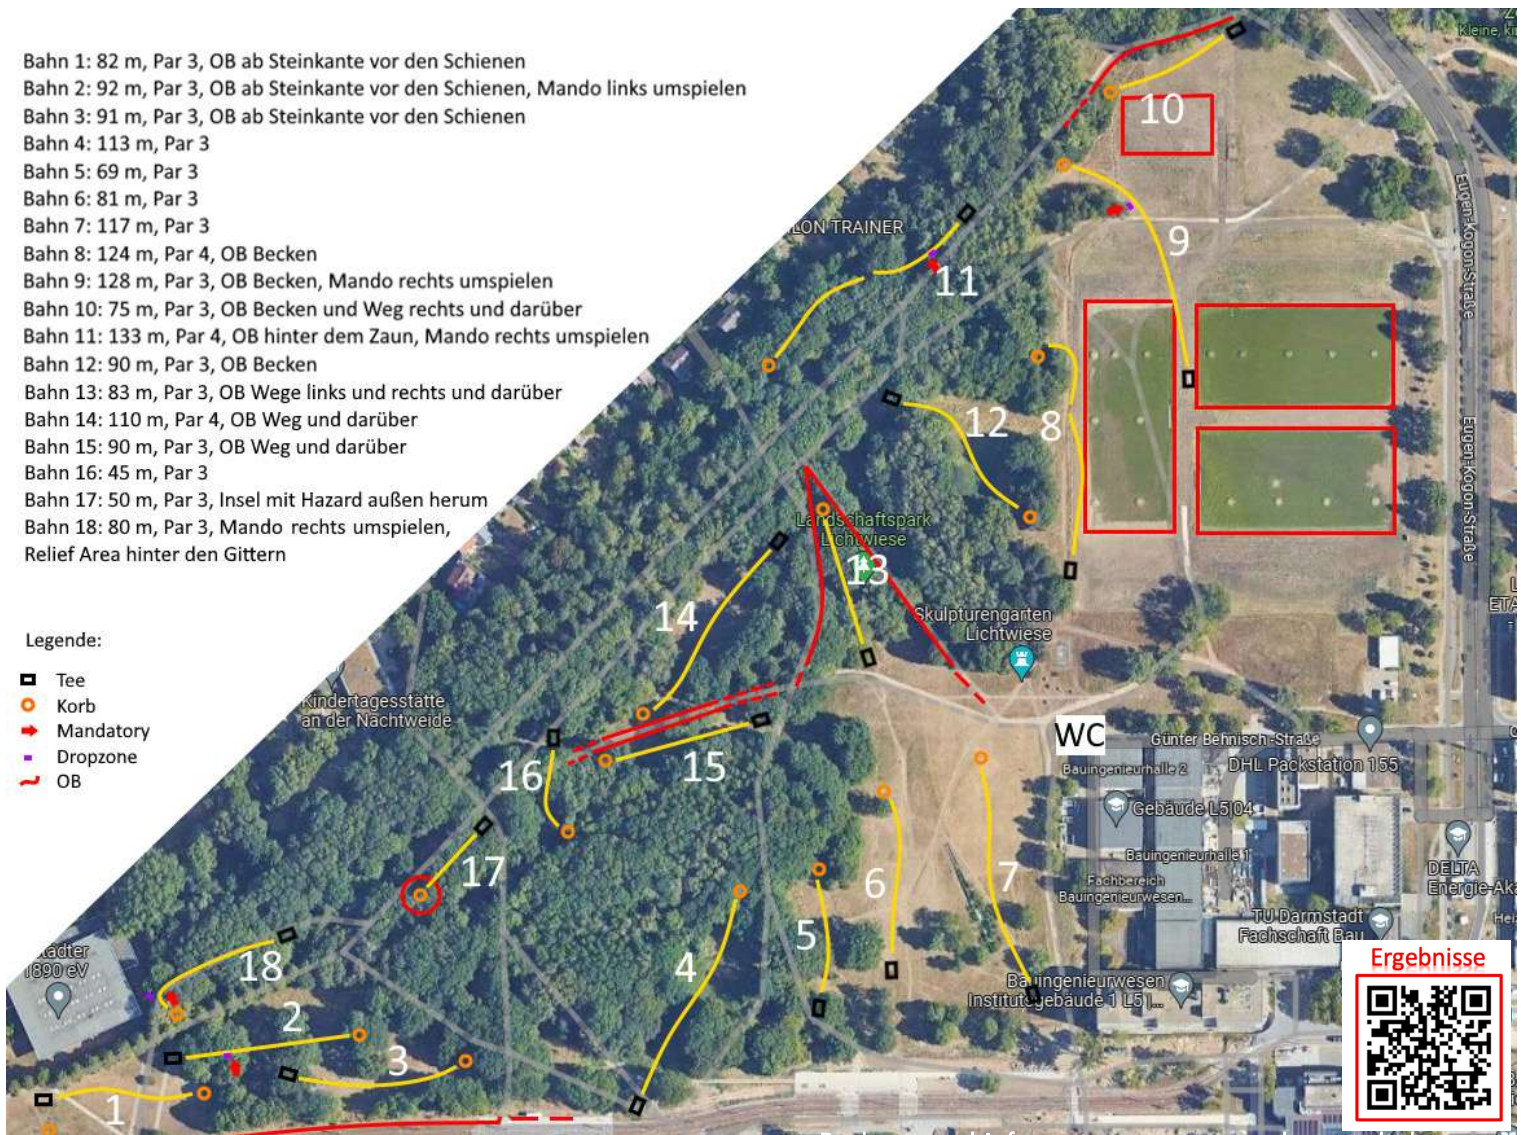 Bahn 1: 82 m, Par 3, OB ab Steinkante vor den Schienen
Bahn 2: 92 m, Par 3, OB ab Steinkante vor den Schienen, Mando links umspielen
Bahn 3: 91 m, Par 3, OB ab Steinkante vor den Schienen
Bahn 4: 113 m, Par 3
Bahn 5: 69 m, Par 3
Bahn 6: 81 m, Par 3
Bahn 7: 117 m, Par 3
Bahn 8: 124 m, Par 4, OB Becken
Bahn 9: 128 m, Par 3, OB Becken, Mando rechts umspielen
Bahn 10: 75 m, Par 3, OB Becken und Weg rechts und darüber
Bahn 11: 133 m, Par 4, OB hinter dem Zaun, Mando rechts umspielen
Bahn 12: 90 m, Par 3, OB Becken
Bahn 13: 83 m, Par 3, OB Wege links und rechts und darüber
Bahn 14: 110 m, Par 4, OB Weg und darüber
Bahn 15: 90 m, Par 3, OB Weg und darüber
Bahn 16: 45 m, Par 3
Bahn 17: 50 m, Par 3, Insel mit Hazard außen herum
Bahn 18: 80 m, Par 3, Mando rechts umspielen,
Relief Area hinter den Gittern
Legende:
Tee
Korb
Mandatory
Dropzone
OB
Kleine, ki
10
LON TRAINER
9
11
Eugen-Kogon-Straße
12
8
Eugen-Kogon-Straße
Landschaftspark
Lichtwiese
13
ETA
14
Skulpturengarten
Lichtwiese
Kindertagesstätte
an der Nachtweide
WC
Günter-Behnisch-Straße
16
15
Bauingenieurhalle 2
DHL Packstation 155
Gebäude L5|04
17
6
7
Bauingenieurhalle 1
Fachbereich
Bauingenieurwesen...
DELTA
Energie-Aka
TU Darmstadt
Fachschaft Bau
5
städter
1890 eV
18
4
Bauingenieurwesen
Institutsgebäude 1 L5|...
Ergebnisse
2
3
1